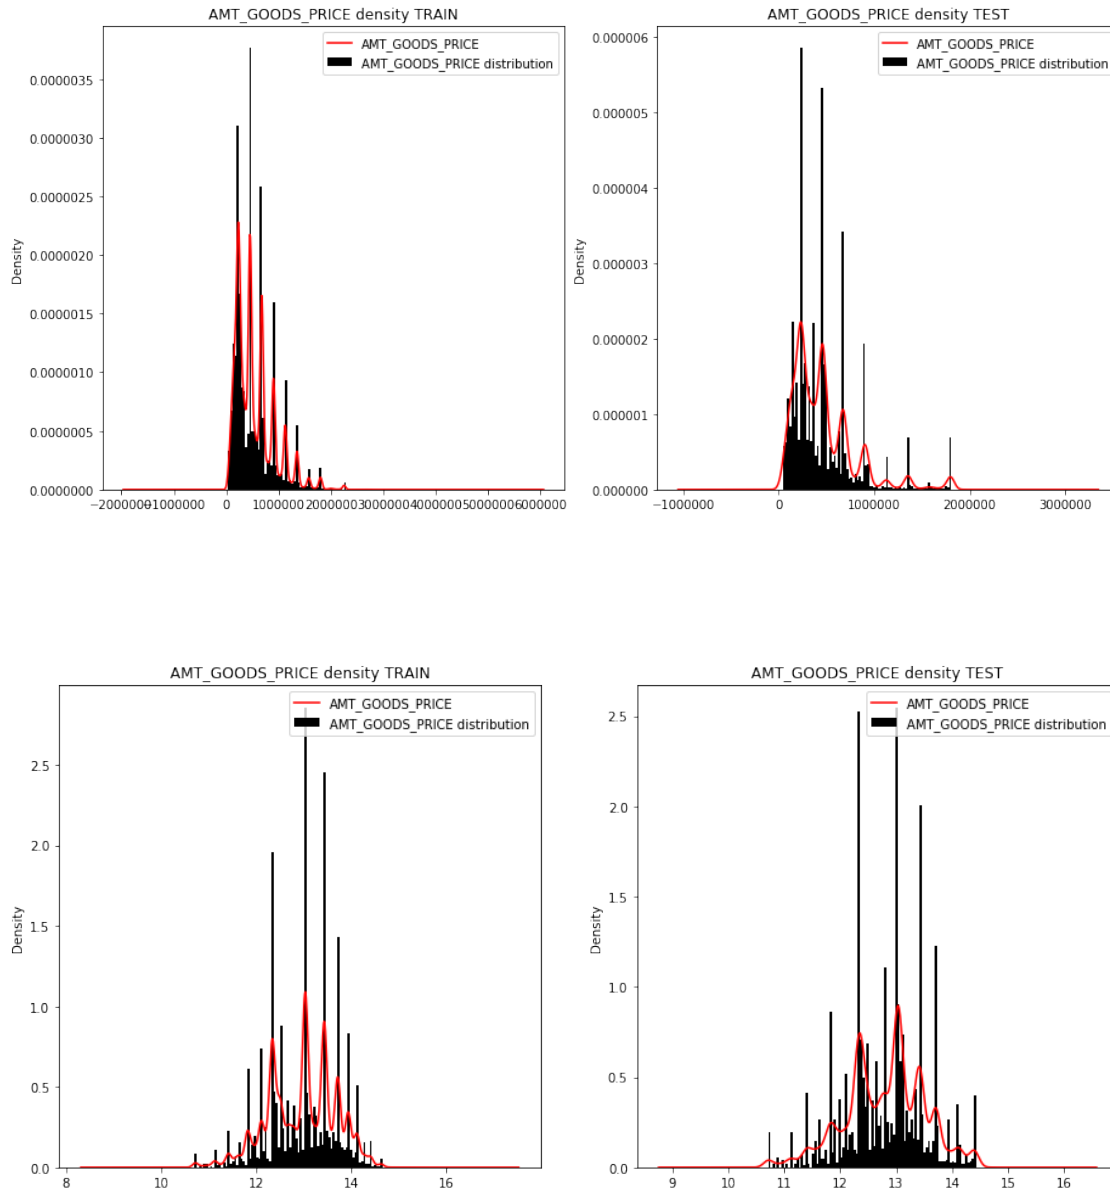 AMT_GOODS_PRICE density TRAIN
AMT_GOODS_PRICE
AMT_GOODS_PRICE distribution
Density
0.0000035
0.0000030
0.0000025
0.0000020
0.0000015
0.0000010
0.0000005
0.0000000
−2000000 −1000000 0 1000000 2000000 3000000 4000000 5000000 6000000
AMT_GOODS_PRICE density TEST
AMT_GOODS_PRICE
AMT_GOODS_PRICE distribution
Density
0.000006
0.000005
0.000004
0.000003
0.000002
0.000001
0.000000
−1000000 0 1000000 2000000 3000000
AMT_GOODS_PRICE density TRAIN
AMT_GOODS_PRICE
AMT_GOODS_PRICE distribution
Density
2.5
2.0
1.5
1.0
0.5
0.0
8 10 12 14 16
AMT_GOODS_PRICE density TEST
AMT_GOODS_PRICE
AMT_GOODS_PRICE distribution
Density
2.5
2.0
1.5
1.0
0.5
0.0
9 10 11 12 13 14 15 16